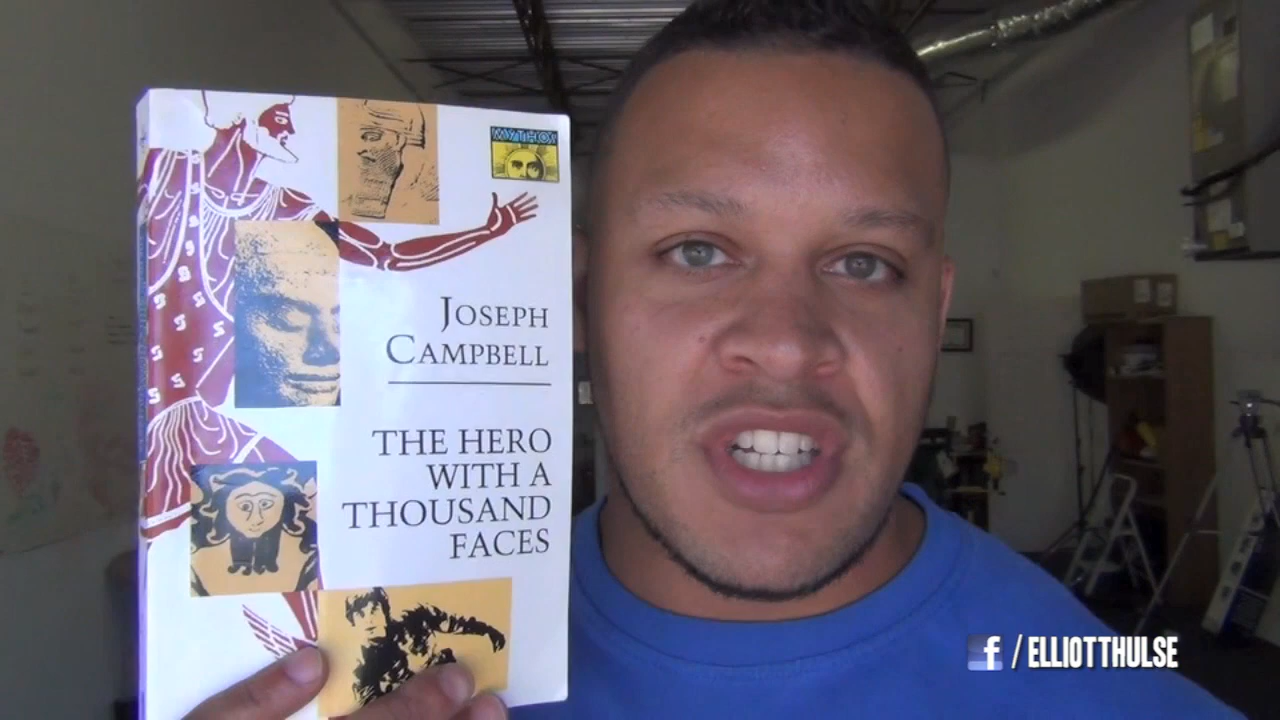 MYTHOS
JOSEPH
CAMPBELL
THE HERO
WITH A
THOUSAND
FACES
f / ELLIOTTHULSE